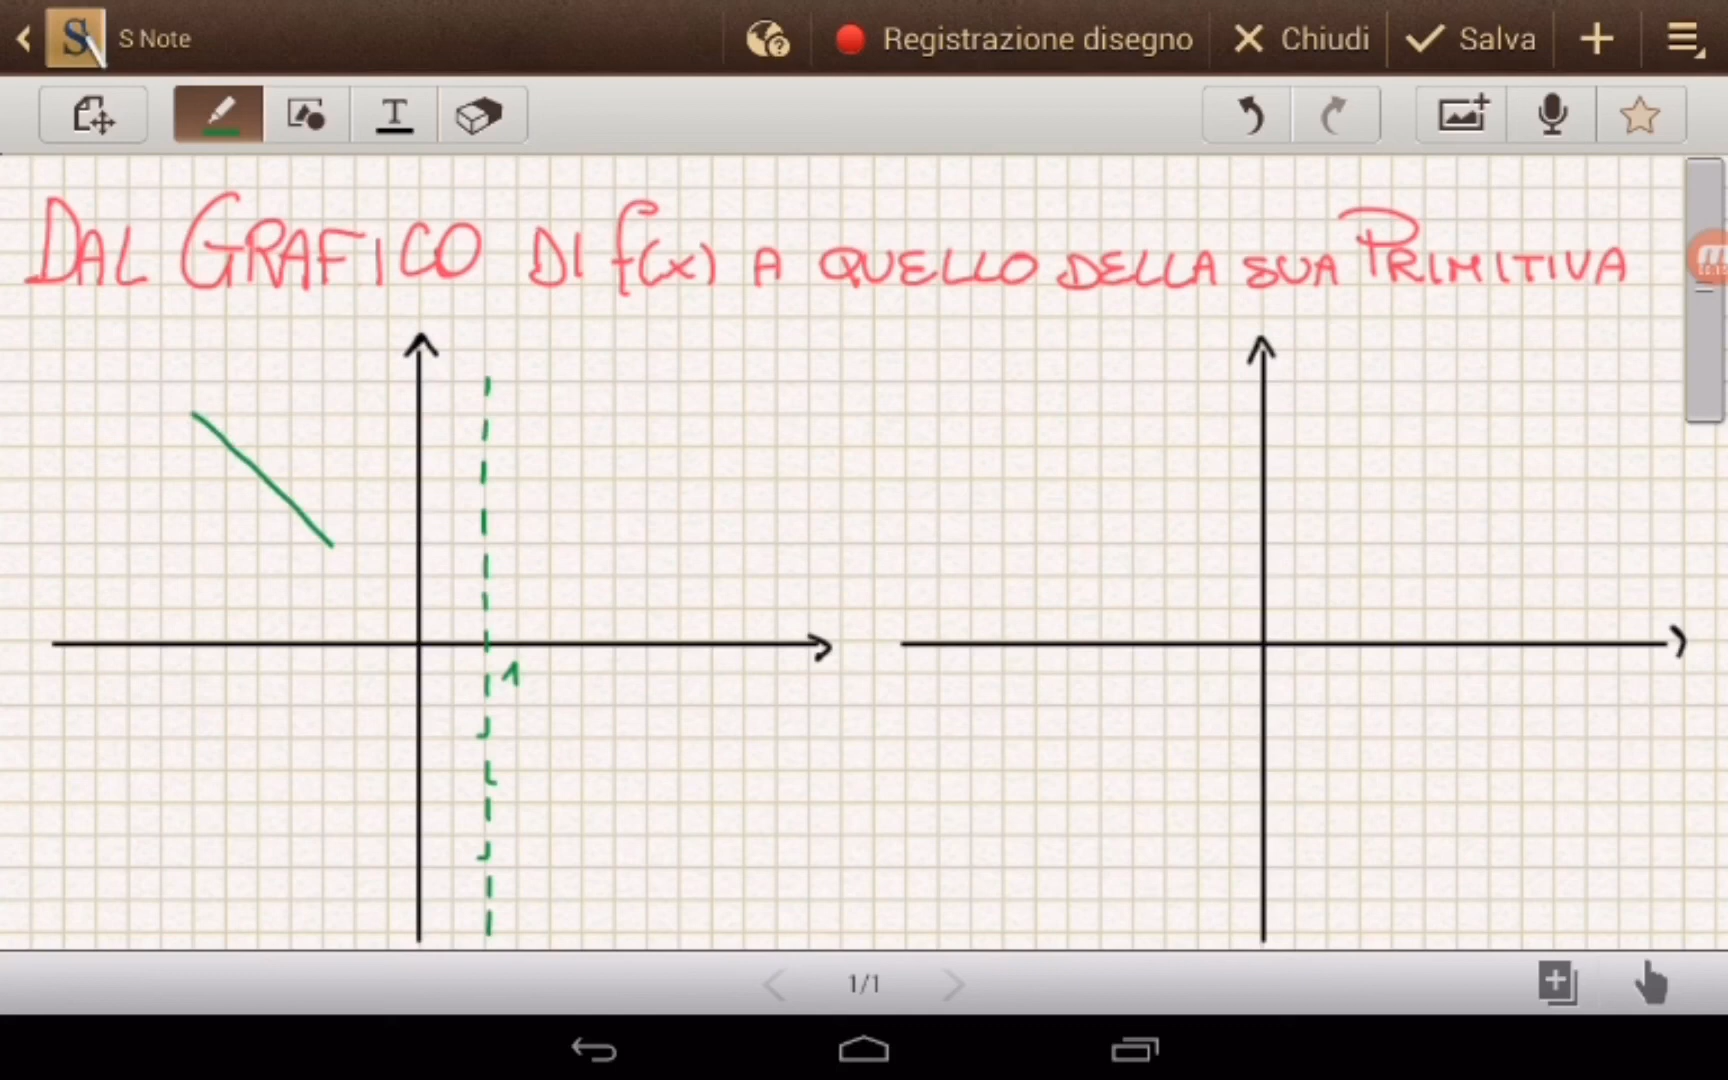 S Note
Registrazione disegno
Chiudi
Salva
T
DAL GRAFICO DI f(x) A QUELLO DELLA SUA PRIMITIVA
1
1/1